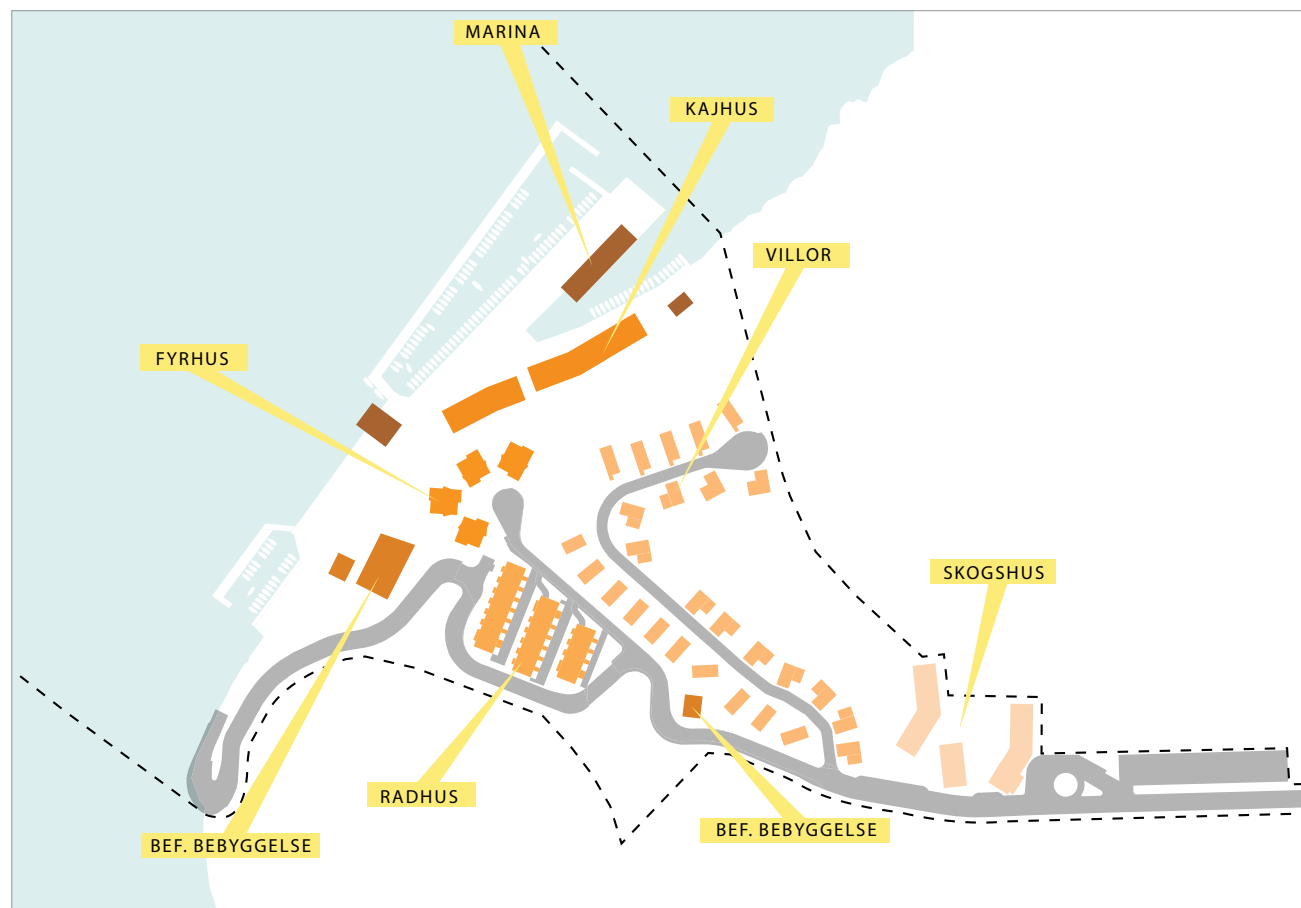 MARINA
KAJHUS
VILLOR
FYRHUS
SKOGSHUS
RADHUS
BEF. BEBYGGELSE
BEF. BEBYGGELSE